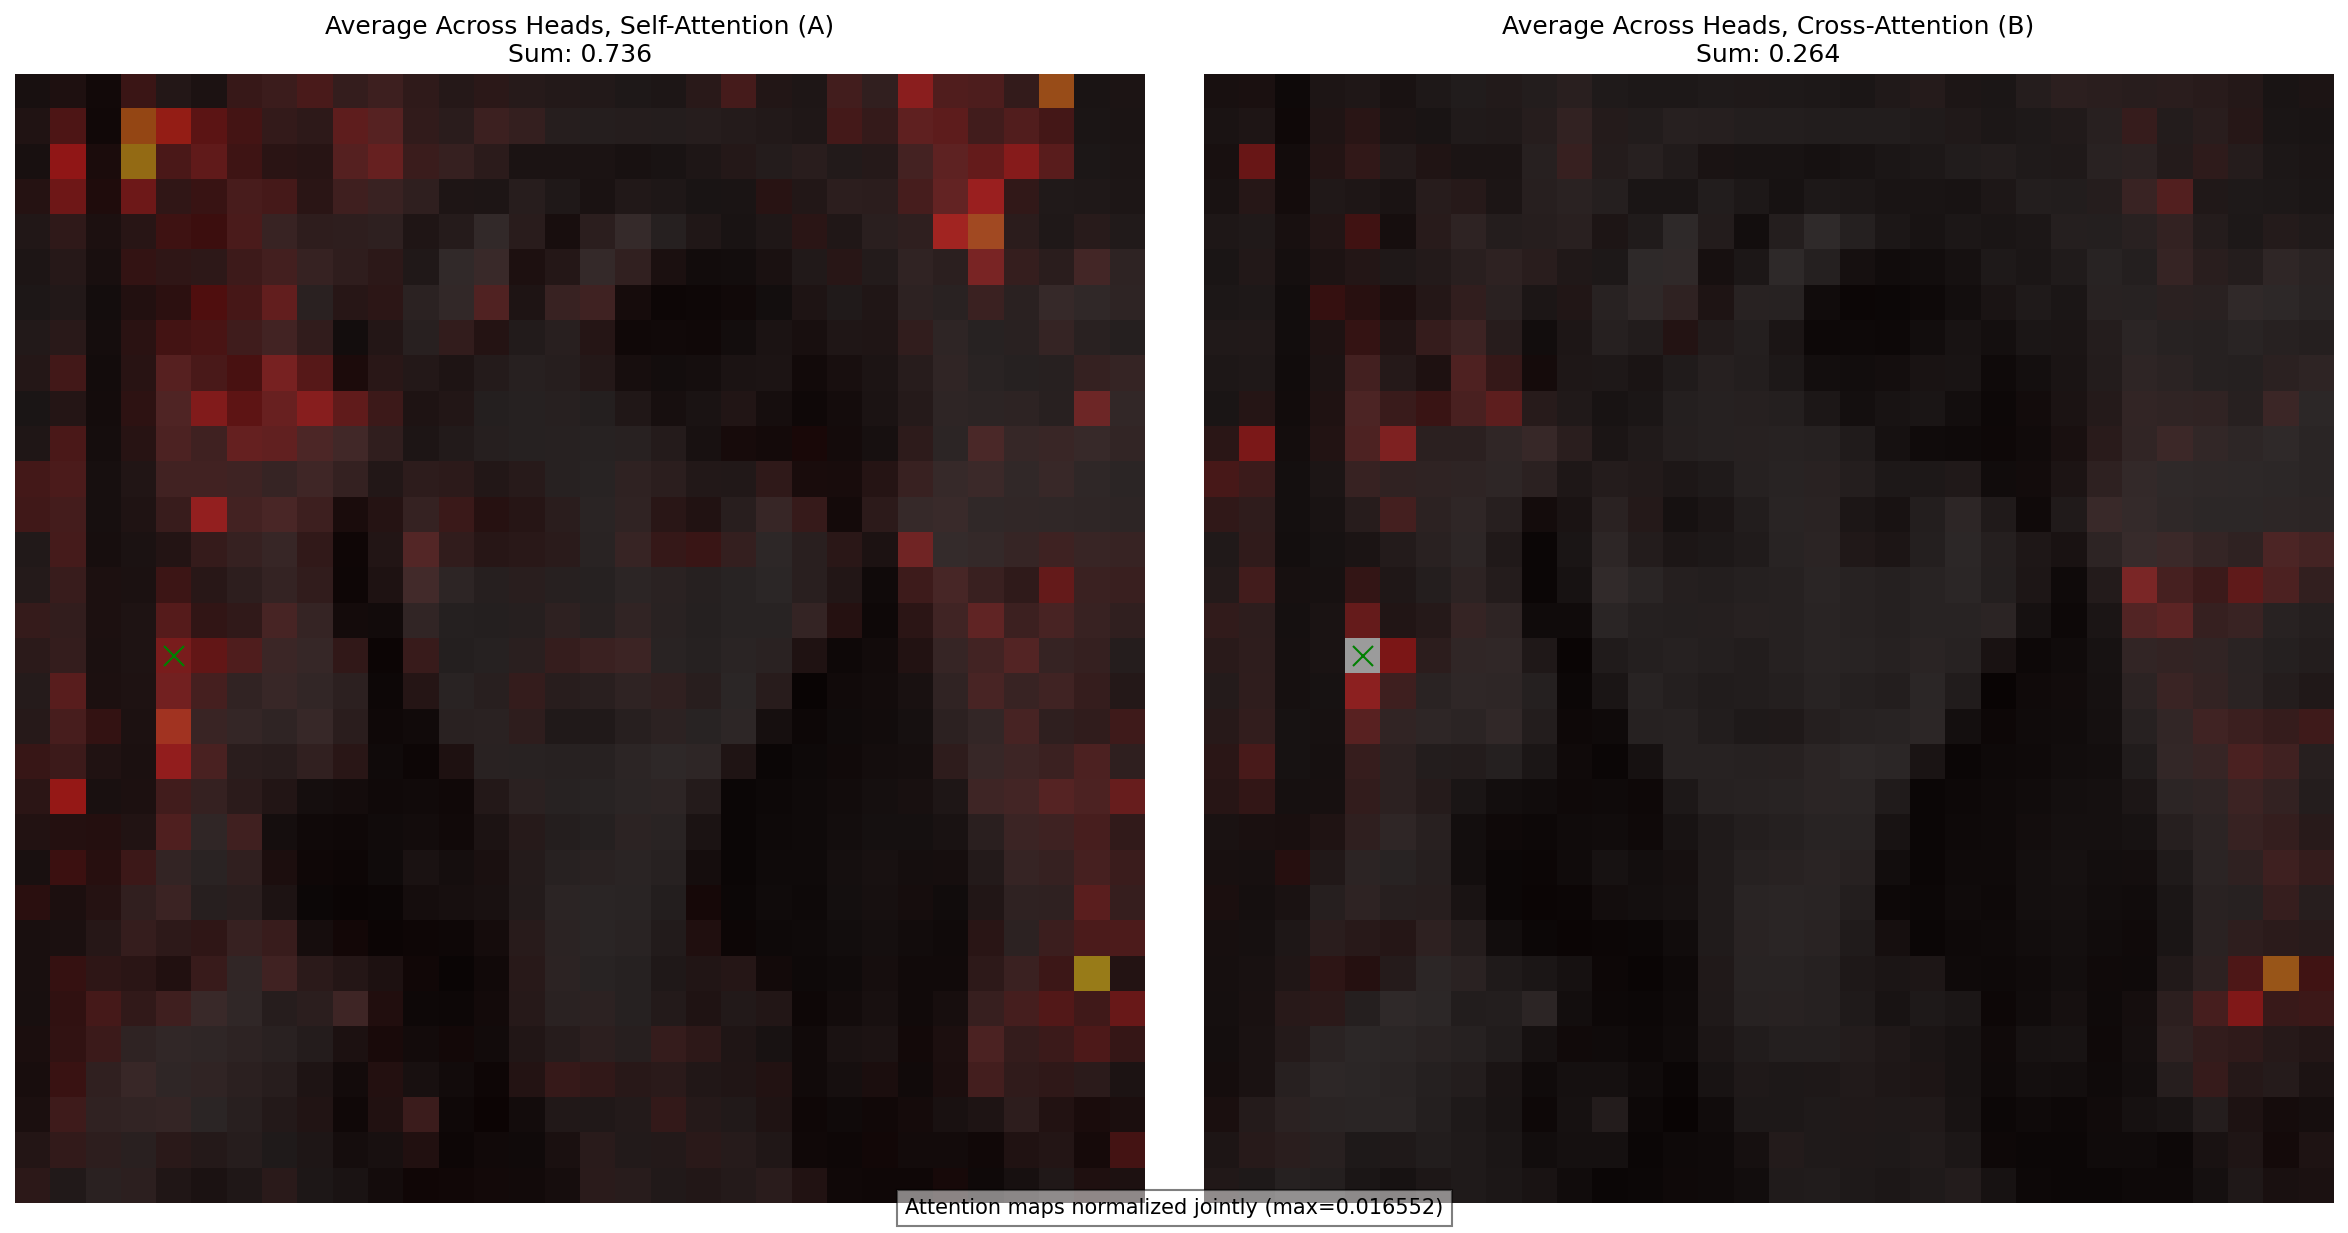 Average Across Heads, Self-Attention (A)
Sum: 0.736
Average Across Heads, Cross-Attention (B)
Sum: 0.264
Attention maps normalized jointly (max=0.016552)